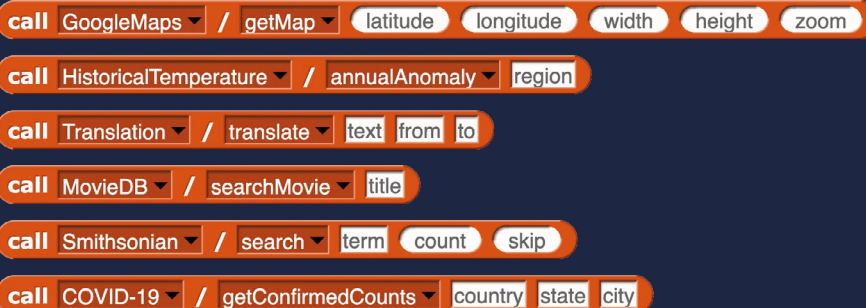 call GoogleMaps / getMap latitude longitude width height zoom
call HistoricalTemperature / annualAnomaly region
call Translation / translate text from to
call MovieDB / searchMovie title
call Smithsonian / search term count skip
call COVID-19 / getConfirmedCounts country state city